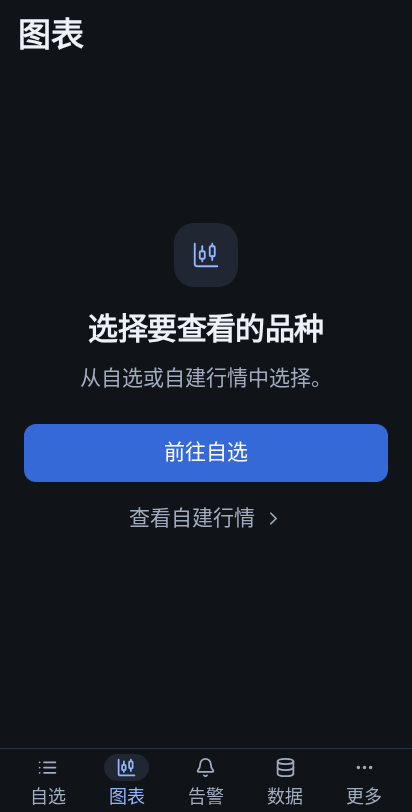 图表
选择要查看的品种
从自选或自建行情中选择。
前往自选
查看自建行情
自选
图表
告警
数据
更多